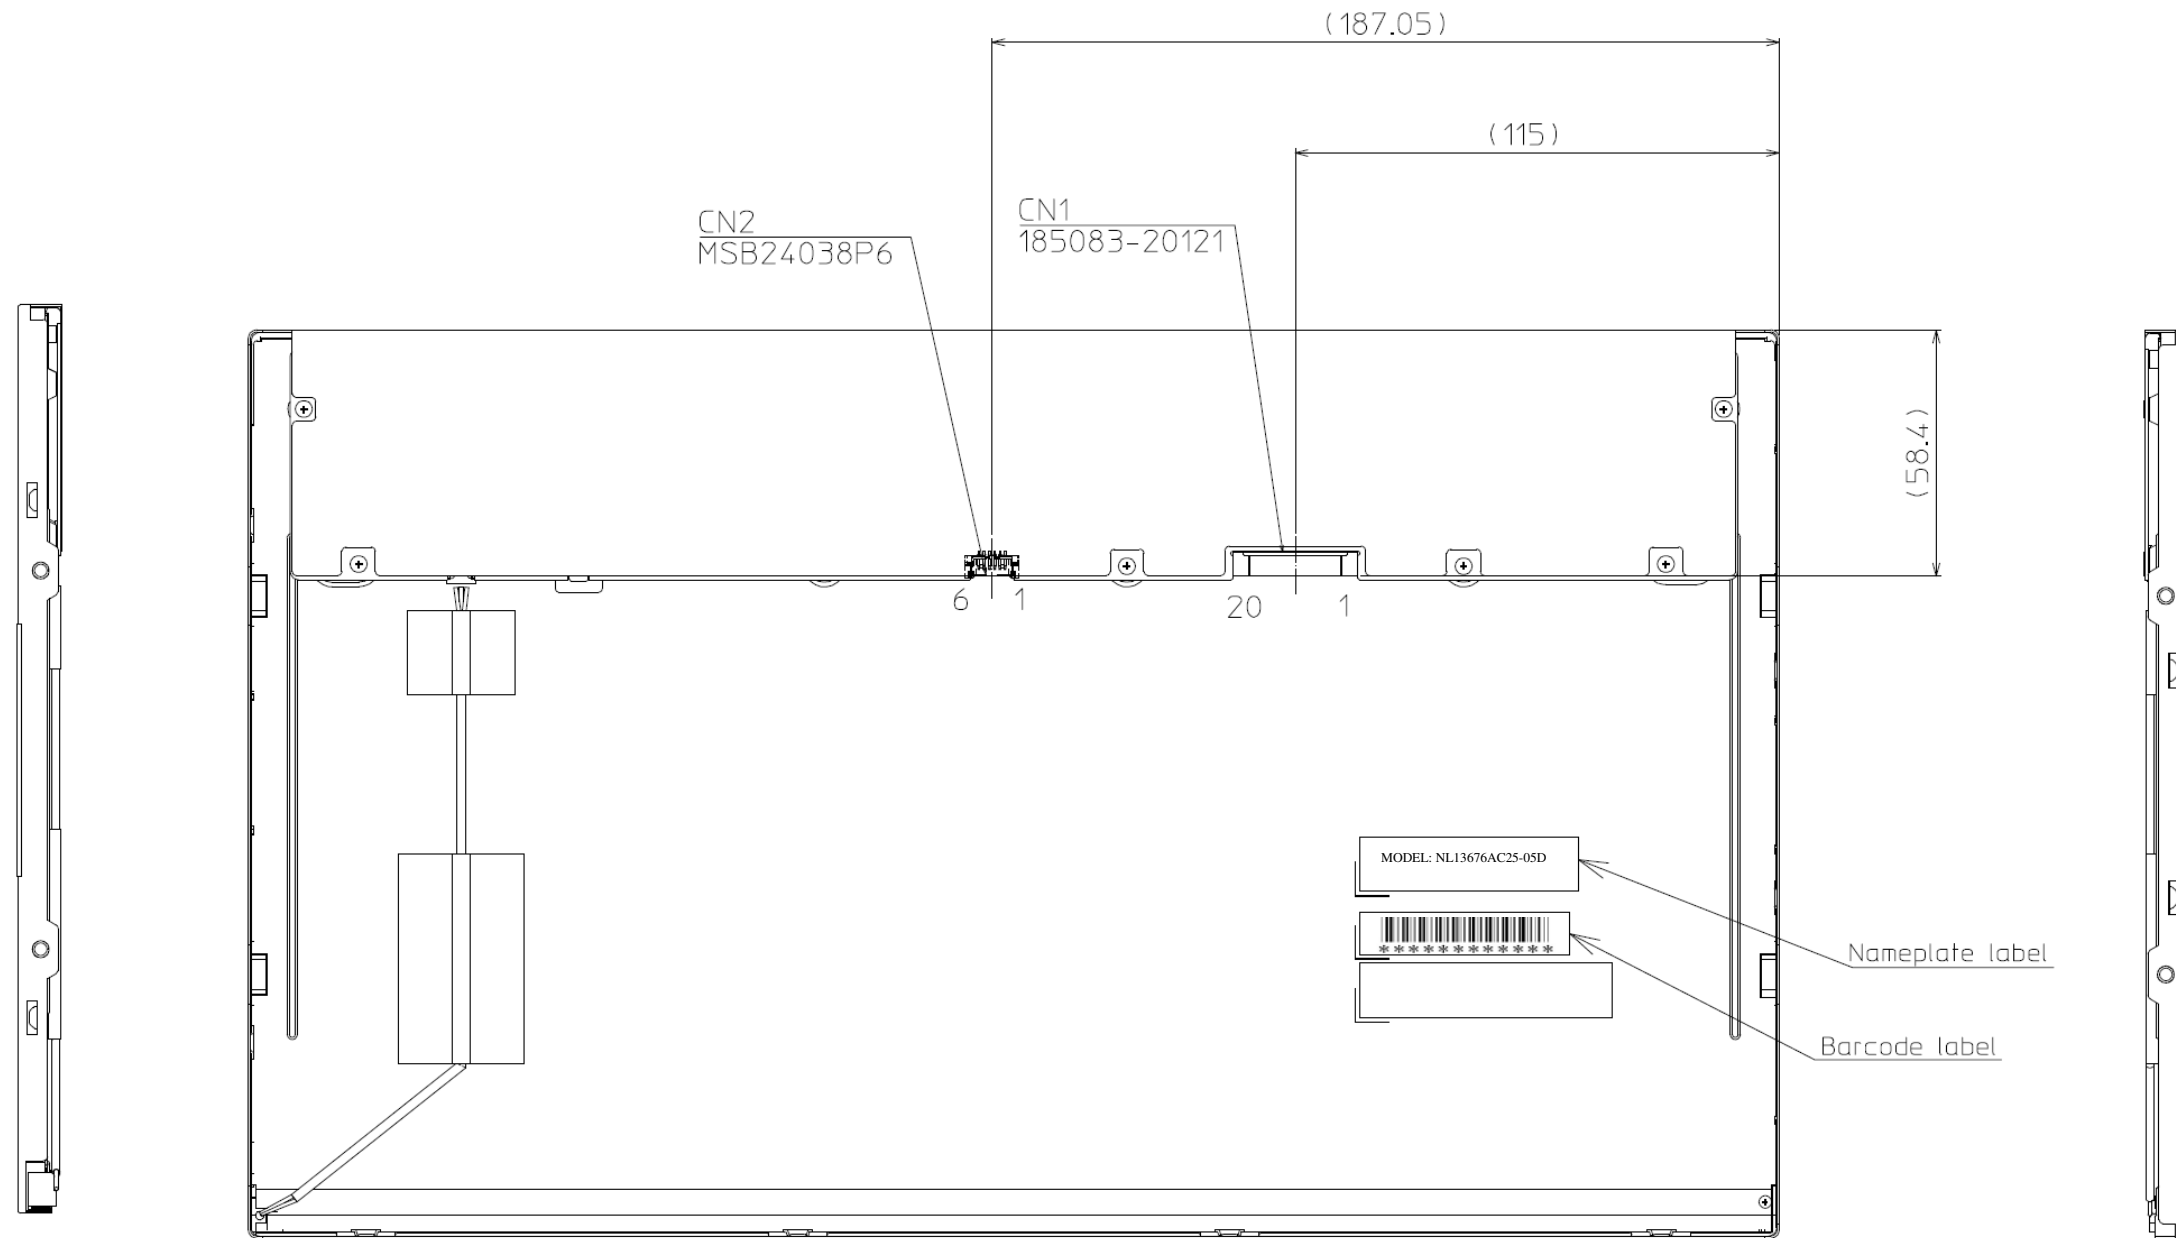 (187.05)
(115)
CN2
MSB24038P6
CN1
185083-20121
(58.4)
6
1
20
1
MODEL: NL13676AC25-05D
************
Nameplate label
Barcode label